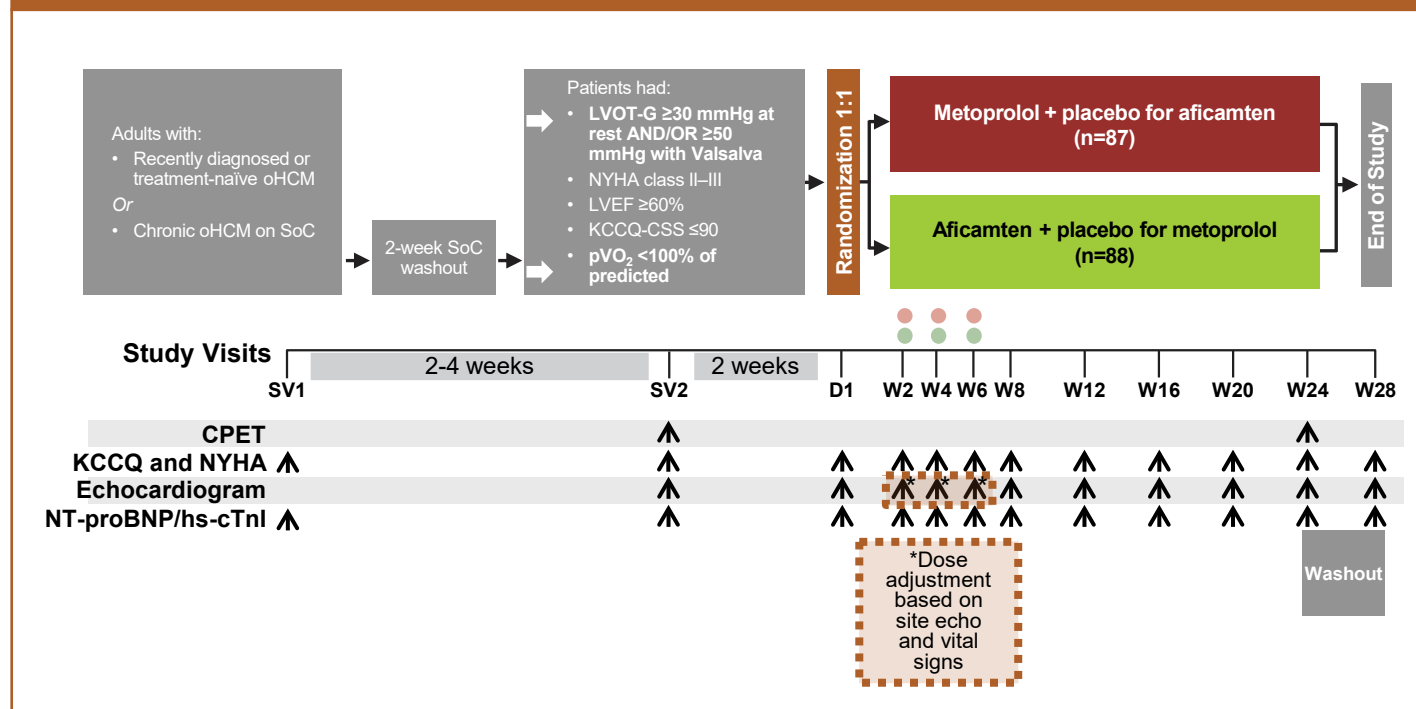 Adults with:
• Recently diagnosed or
treatment-naïve oHCM
Or
• Chronic oHCM on SoC
2-week SoC
washout
Patients had:
• LVOT-G ≥30 mmHg at
rest AND/OR ≥50
mmHg with Valsalva
• NYHA class II–III
• LVEF ≥60%
• KCCQ-CSS ≤90
• pVO₂ <100% of
predicted
Randomization 1:1
Metoprolol + placebo for aficamten
(n=87)
Aficamten + placebo for metoprolol
(n=88)
End of Study
Study Visits
2-4 weeks
2 weeks
SV1 SV2 D1 W2 W4 W6 W8 W12 W16 W20 W24 W28
CPET
KCCQ and NYHA
Echocardiogram
* * *
NT-proBNP/hs-cTnI
*Dose
adjustment
based on
site echo
and vital
signs
Washout